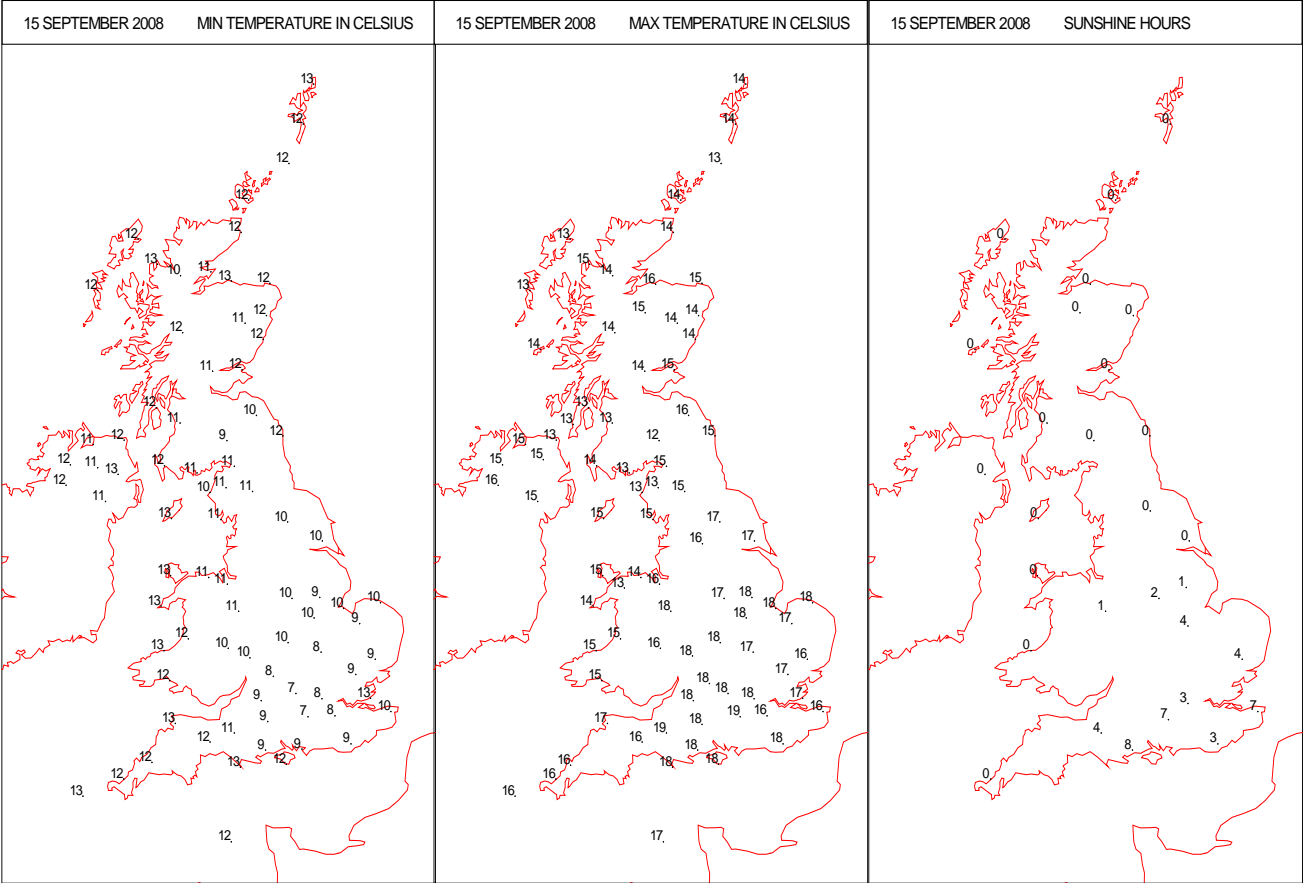 15 SEPTEMBER 2008 MIN TEMPERATURE IN CELSIUS
13.
12.
12.
12.
12. 12.
13. 10. 11.
12. 13. 12.
12.
12. 11.
12.
11. 12.
12.
10.
11.
11. 12. 9. 12.
12. 11. 12. 11.
13. 11.
12. 10. 11. 11.
11.
13. 11. 10.
10.
13. 11. 11.
10. 9. 10.
13. 11. 10.
10. 9.
12. 10.
13. 10. 10. 8. 9.
12. 8. 9.
9. 7. 8. 13.
13. 9. 7. 8. 10.
12. 11.
9. 9. 9.
12. 13. 12.
12.
13.
12.
15 SEPTEMBER 2008 MAX TEMPERATURE IN CELSIUS
14.
14.
13.
14.
13. 14.
15. 14.
13. 16. 15.
15. 14.
14. 14.
14. 14.
14. 15.
13.
16.
13. 13.
15. 13. 12. 15.
15. 15. 14. 15.
13.
16. 13. 13. 15.
15.
15. 15. 17.
16. 17.
15. 14. 16.
13.
17. 18. 18.
14. 18. 18.
18. 17.
15. 18.
15. 16. 18. 17. 16.
15. 18. 17.
18. 18. 18. 17.
17. 18. 19. 16. 16.
16. 19.
18. 18.
16. 18. 18.
16.
16.
17.
15 SEPTEMBER 2008 SUNSHINE HOURS
0.
0.
0.
0.
0. 0.
0.
0.
0.
0.
0. 0.
0.
0.
0.
0.
0.
1.
2.
1.
4.
0. 4.
3. 7.
7.
4.
8. 3.
0.